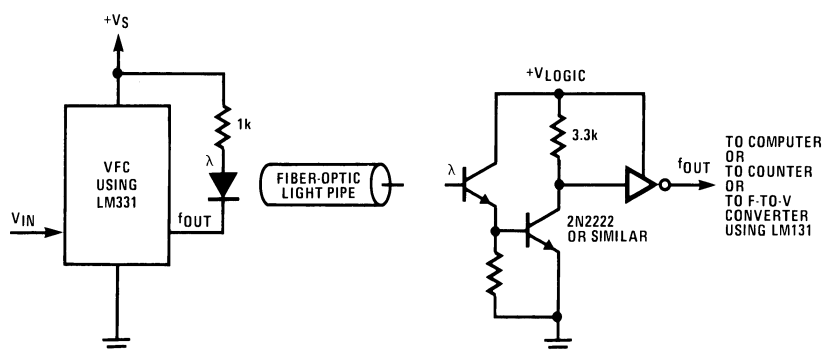 +VS
1k
λ
VFC
USING
LM331
VIN
fOUT
FIBER-OPTIC
LIGHT PIPE
+VLOGIC
3.3k
λ
2N2222
OR SIMILAR
fOUT
TO COMPUTER
OR
TO COUNTER
OR
TO F-TO-V
CONVERTER
USING LM131